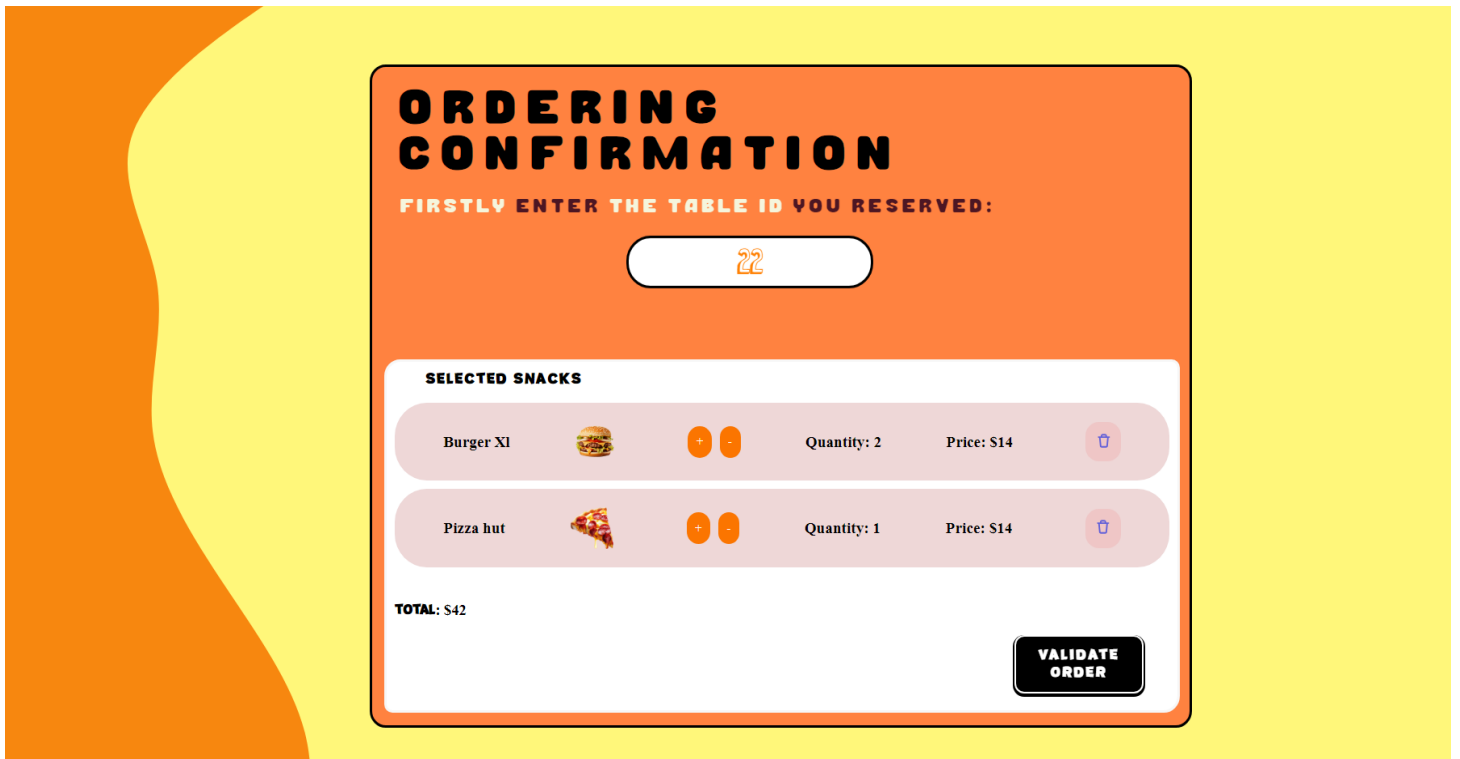 ORDERING
CONFIRMATION
FIRSTLY ENTER THE TABLE ID YOU RESERVED:
22
SELECTED SNACKS
Burger Xl + - Quantity: 2 Price: $14
Pizza hut + - Quantity: 1 Price: $14
TOTAL: $42
VALIDATE
ORDER